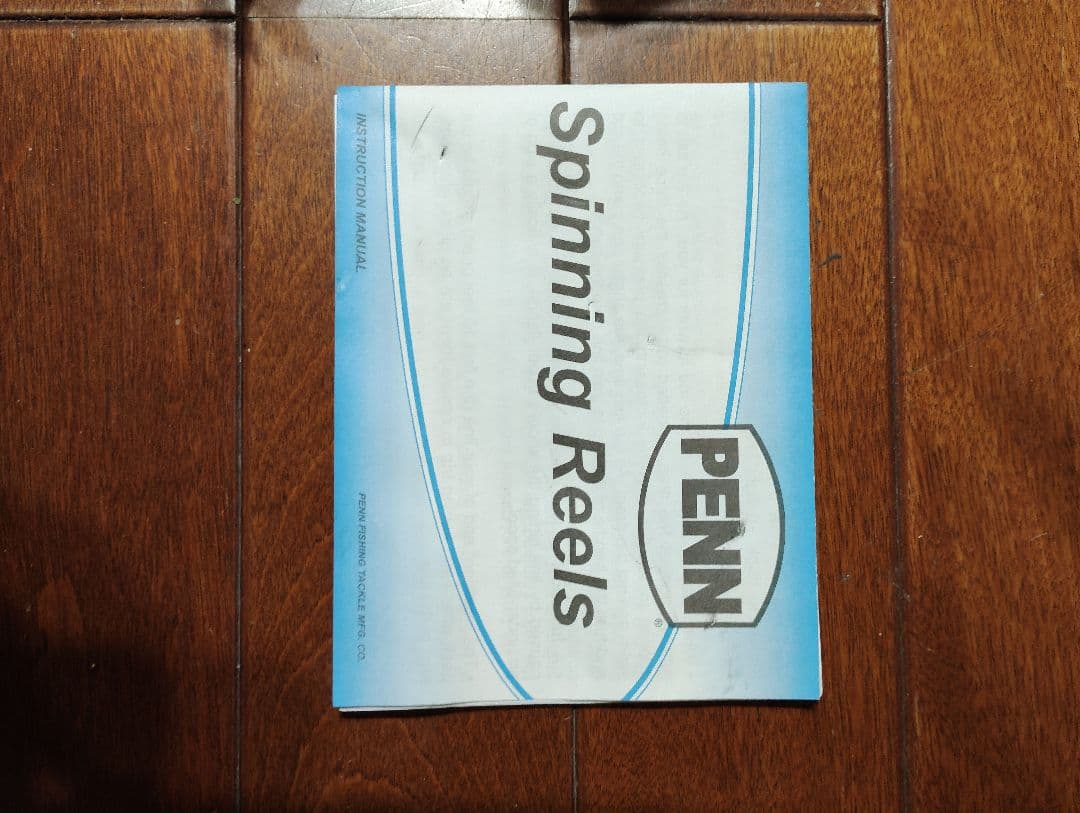 PENN®
Spinning Reels
INSTRUCTION MANUAL
PENN FISHING TACKLE MFG. CO.